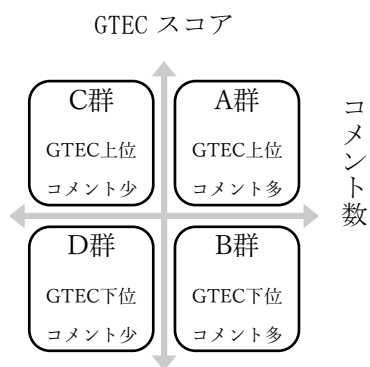 GTEC スコア
C群
GTEC上位
コメント少
A群
GTEC上位
コメント多
コメント数
D群
GTEC下位
コメント少
B群
GTEC下位
コメント多